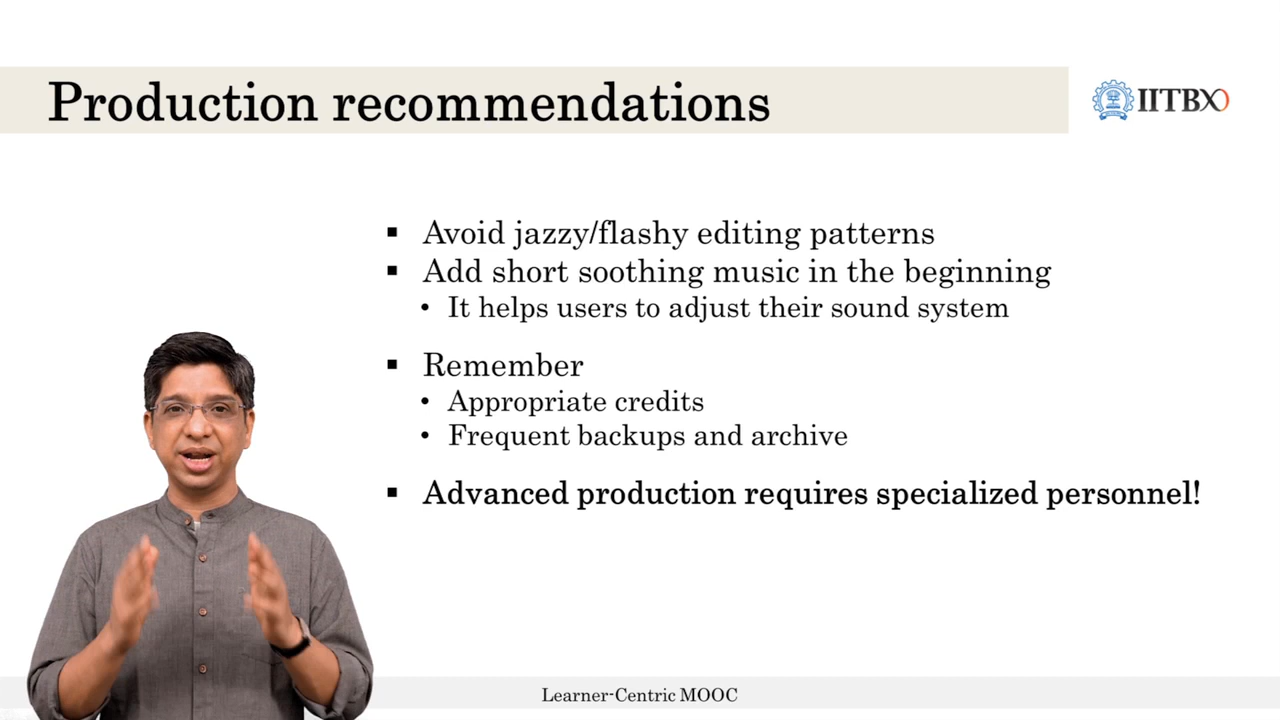 Production recommendations
IITBX
▪ Avoid jazzy/flashy editing patterns
▪ Add short soothing music in the beginning
• It helps users to adjust their sound system
▪ Remember
• Appropriate credits
• Frequent backups and archive
▪ Advanced production requires specialized personnel!
Learner-Centric MOOC